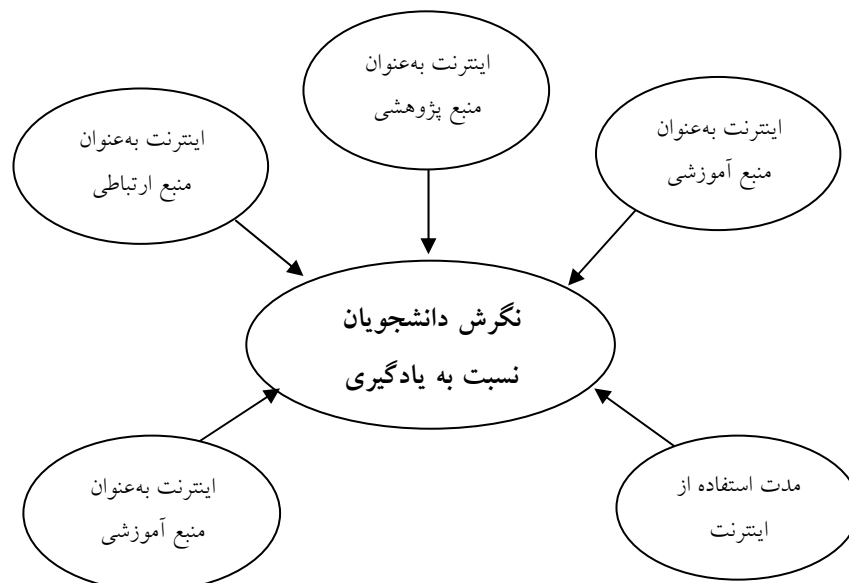 اینترنت به‌عنوان
منبع پژوهشی
اینترنت به‌عنوان
منبع آموزشی
اینترنت به‌عنوان
منبع ارتباطی
نگرش دانشجویان
نسبت به یادگیری
مدت استفاده از
اینترنت
اینترنت به‌عنوان
منبع آموزشی